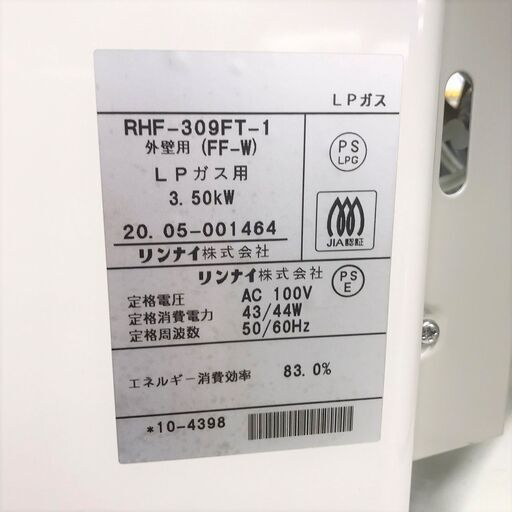 LPガス
RHF-309FT-1
外壁用 (FF-W)
PS
LPG
LPガス用
3.50kW
JIA認証
20.05-001464
リンナイ株式会社
リンナイ株式会社
PS
E
定格電圧 AC 100V
定格消費電力 43/44W
定格周波数 50/60Hz
エネルギー消費効率 83.0%
*10-4398